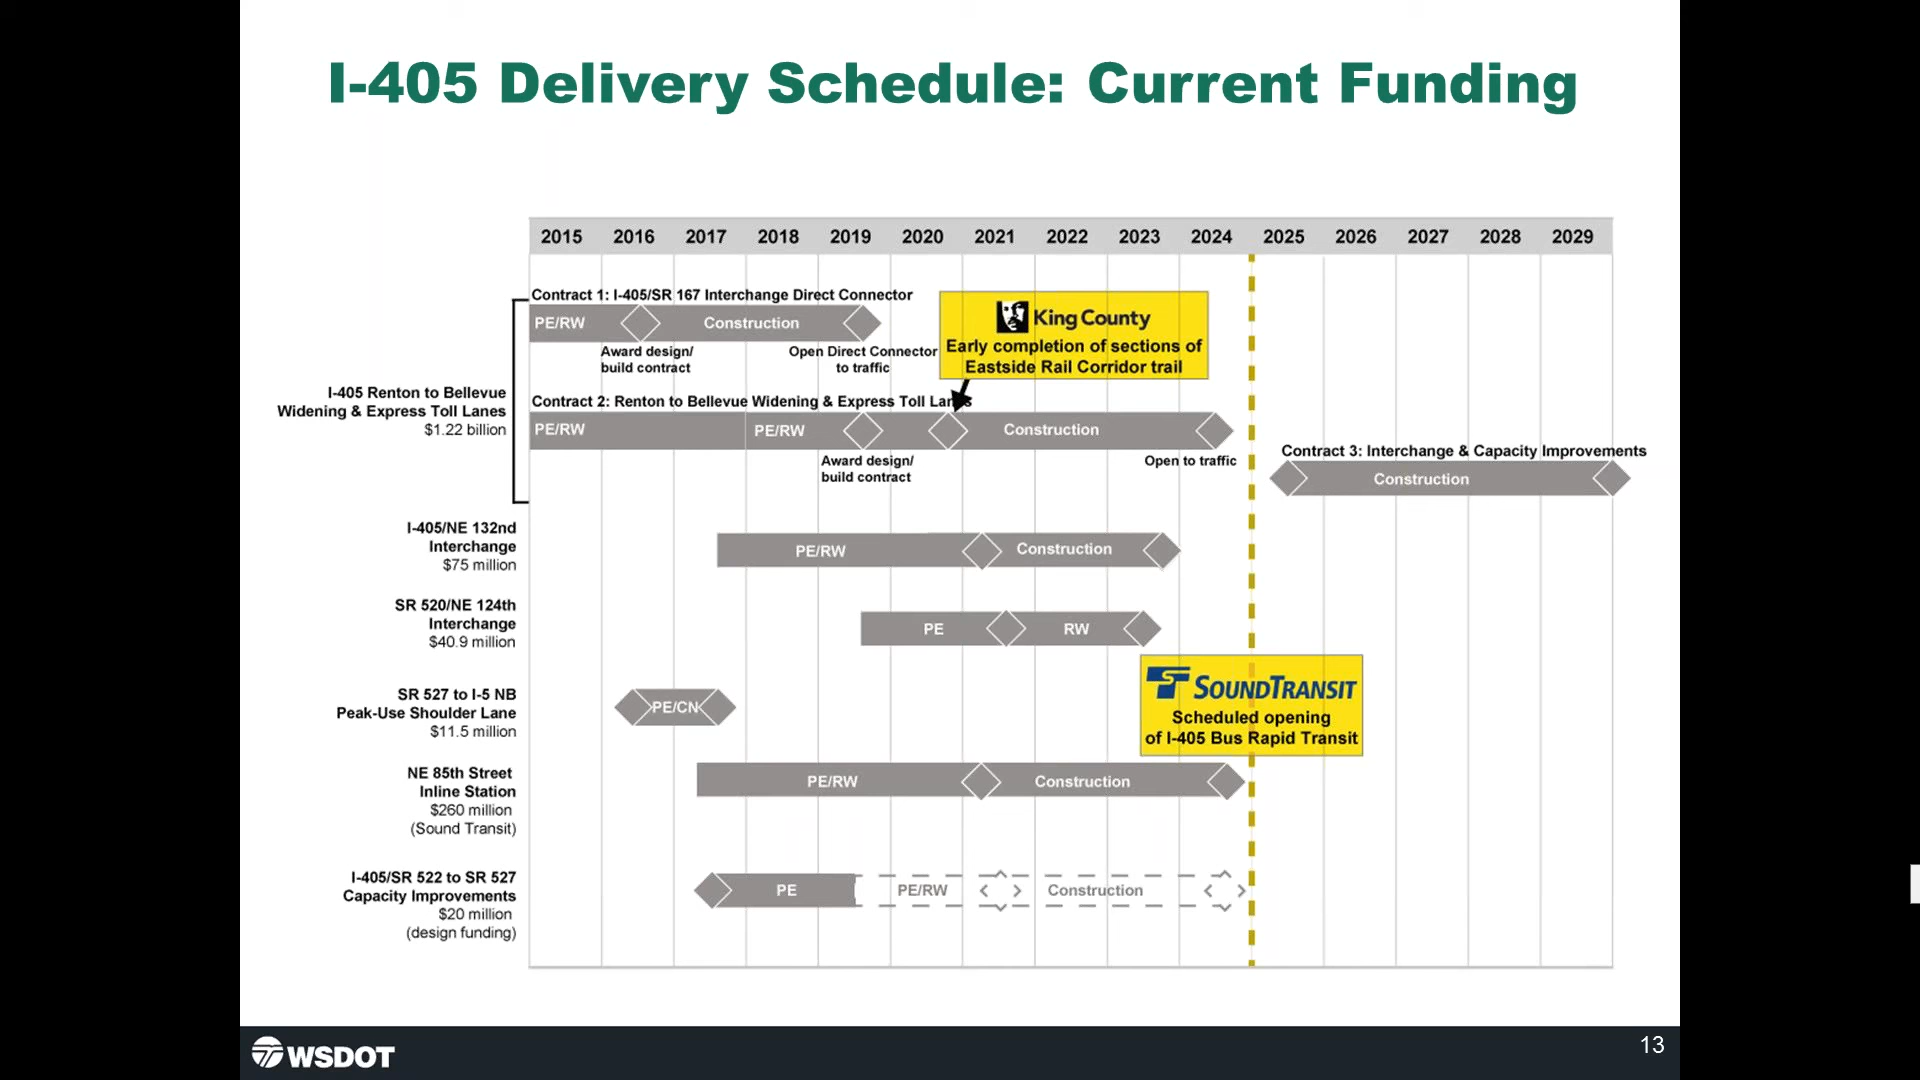 I-405 Delivery Schedule: Current Funding
2015 2016 2017 2018 2019 2020 2021 2022 2023 2024 2025 2026 2027 2028 2029
Contract 1: I-405/SR 167 Interchange Direct Connector
PE/RW Construction
Award design/
build contract
Open Direct Connector
to traffic
King County
Early completion of sections of
Eastside Rail Corridor trail
I-405 Renton to Bellevue
Widening & Express Toll Lanes
$1.22 billion
Contract 2: Renton to Bellevue Widening & Express Toll Lanes
PE/RW PE/RW Construction
Award design/
build contract
Open to traffic
Contract 3: Interchange & Capacity Improvements
Construction
I-405/NE 132nd
Interchange
$75 million
PE/RW Construction
SR 520/NE 124th
Interchange
$40.9 million
PE RW
SR 527 to I-5 NB
Peak-Use Shoulder Lane
$11.5 million
PE/CN
SOUNDTRANSIT
Scheduled opening
of I-405 Bus Rapid Transit
NE 85th Street
Inline Station
$260 million
(Sound Transit)
PE/RW Construction
I-405/SR 522 to SR 527
Capacity Improvements
$20 million
(design funding)
PE PE/RW Construction
WSDOT
13